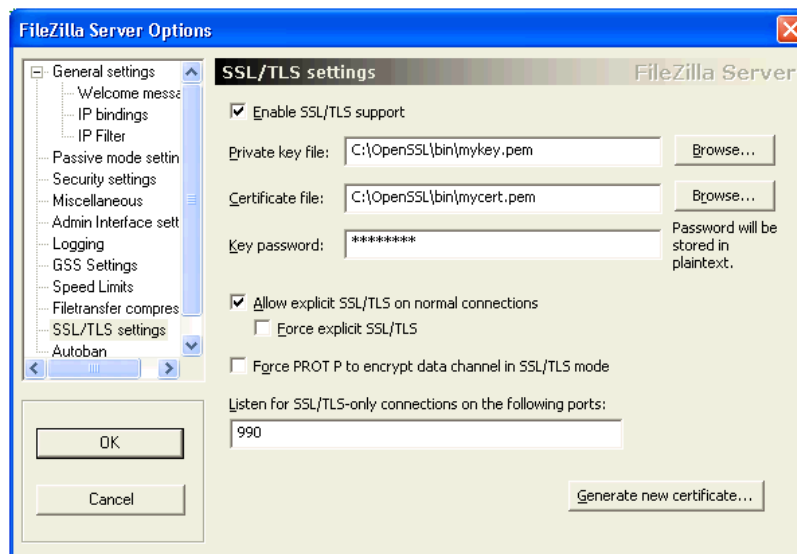 FileZilla Server Options
General settings
Welcome messa
IP bindings
IP Filter
Passive mode settin
Security settings
Miscellaneous
Admin Interface sett
Logging
GSS Settings
Speed Limits
Filetransfer compres
SSL/TLS settings
Autoban
OK
Cancel
SSL/TLS settings
FileZilla Server
Enable SSL/TLS support
Private key file: C:\OpenSSL\bin\mykey.pem Browse...
Certificate file: C:\OpenSSL\bin\mycert.pem Browse...
Key password: ********
Password will be
stored in
plaintext.
Allow explicit SSL/TLS on normal connections
Force explicit SSL/TLS
Force PROT P to encrypt data channel in SSL/TLS mode
Listen for SSL/TLS-only connections on the following ports:
990
Generate new certificate...